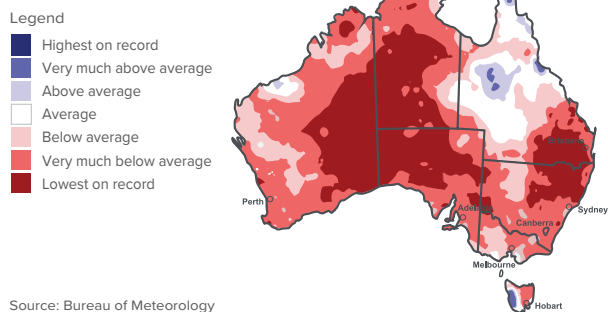 Legend
Highest on record
Very much above average
Above average
Average
Below average
Very much below average
Lowest on record
Brisbane
Perth
Adelaide
Sydney
Canberra
Melbourne
Hobart
Source: Bureau of Meteorology